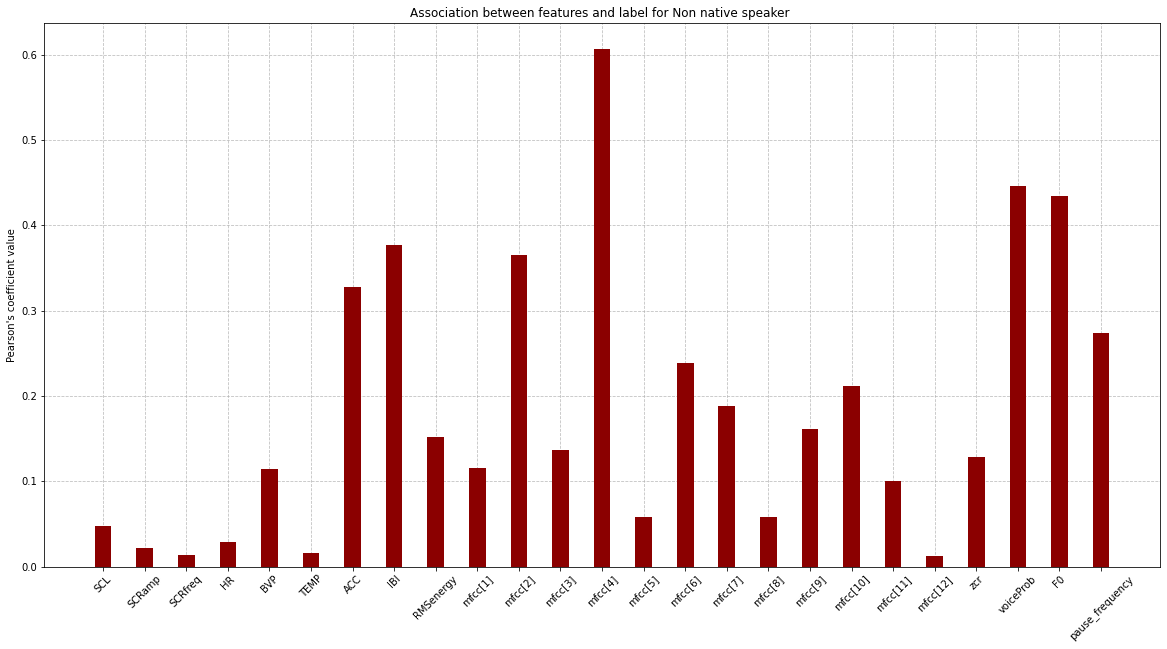 Association between features and label for Non native speaker
Pearson's coefficient value
0.6
0.5
0.4
0.3
0.2
0.1
0.0
SCL
SCRamp
SCRfreq
HR
BVP
TEMP
ACC
IBI
RMSenergy
mfcc[1]
mfcc[2]
mfcc[3]
mfcc[4]
mfcc[5]
mfcc[6]
mfcc[7]
mfcc[8]
mfcc[9]
mfcc[10]
mfcc[11]
mfcc[12]
zcr
voiceProb
F0
pause_frequency